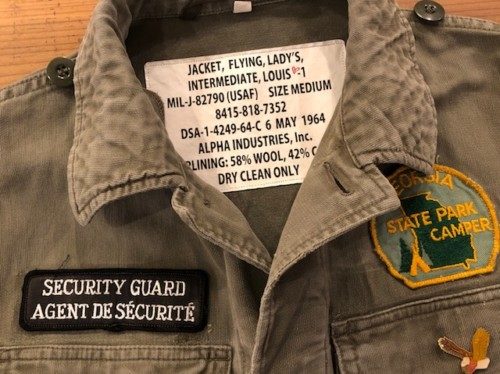 JACKET, FLYING, LADY'S,
INTERMEDIATE, LOUIS 1
MIL-J-82790 (USAF) SIZE MEDIUM
8415-818-7352
DSA-1-4249-64-C 6 MAY 1964
ALPHA INDUSTRIES, Inc.
RLINING: 58% WOOL, 42% C
DRY CLEAN ONLY
EORGIA
STATE PARK
CAMPER
SECURITY GUARD
AGENT DE SÉCURITÉ